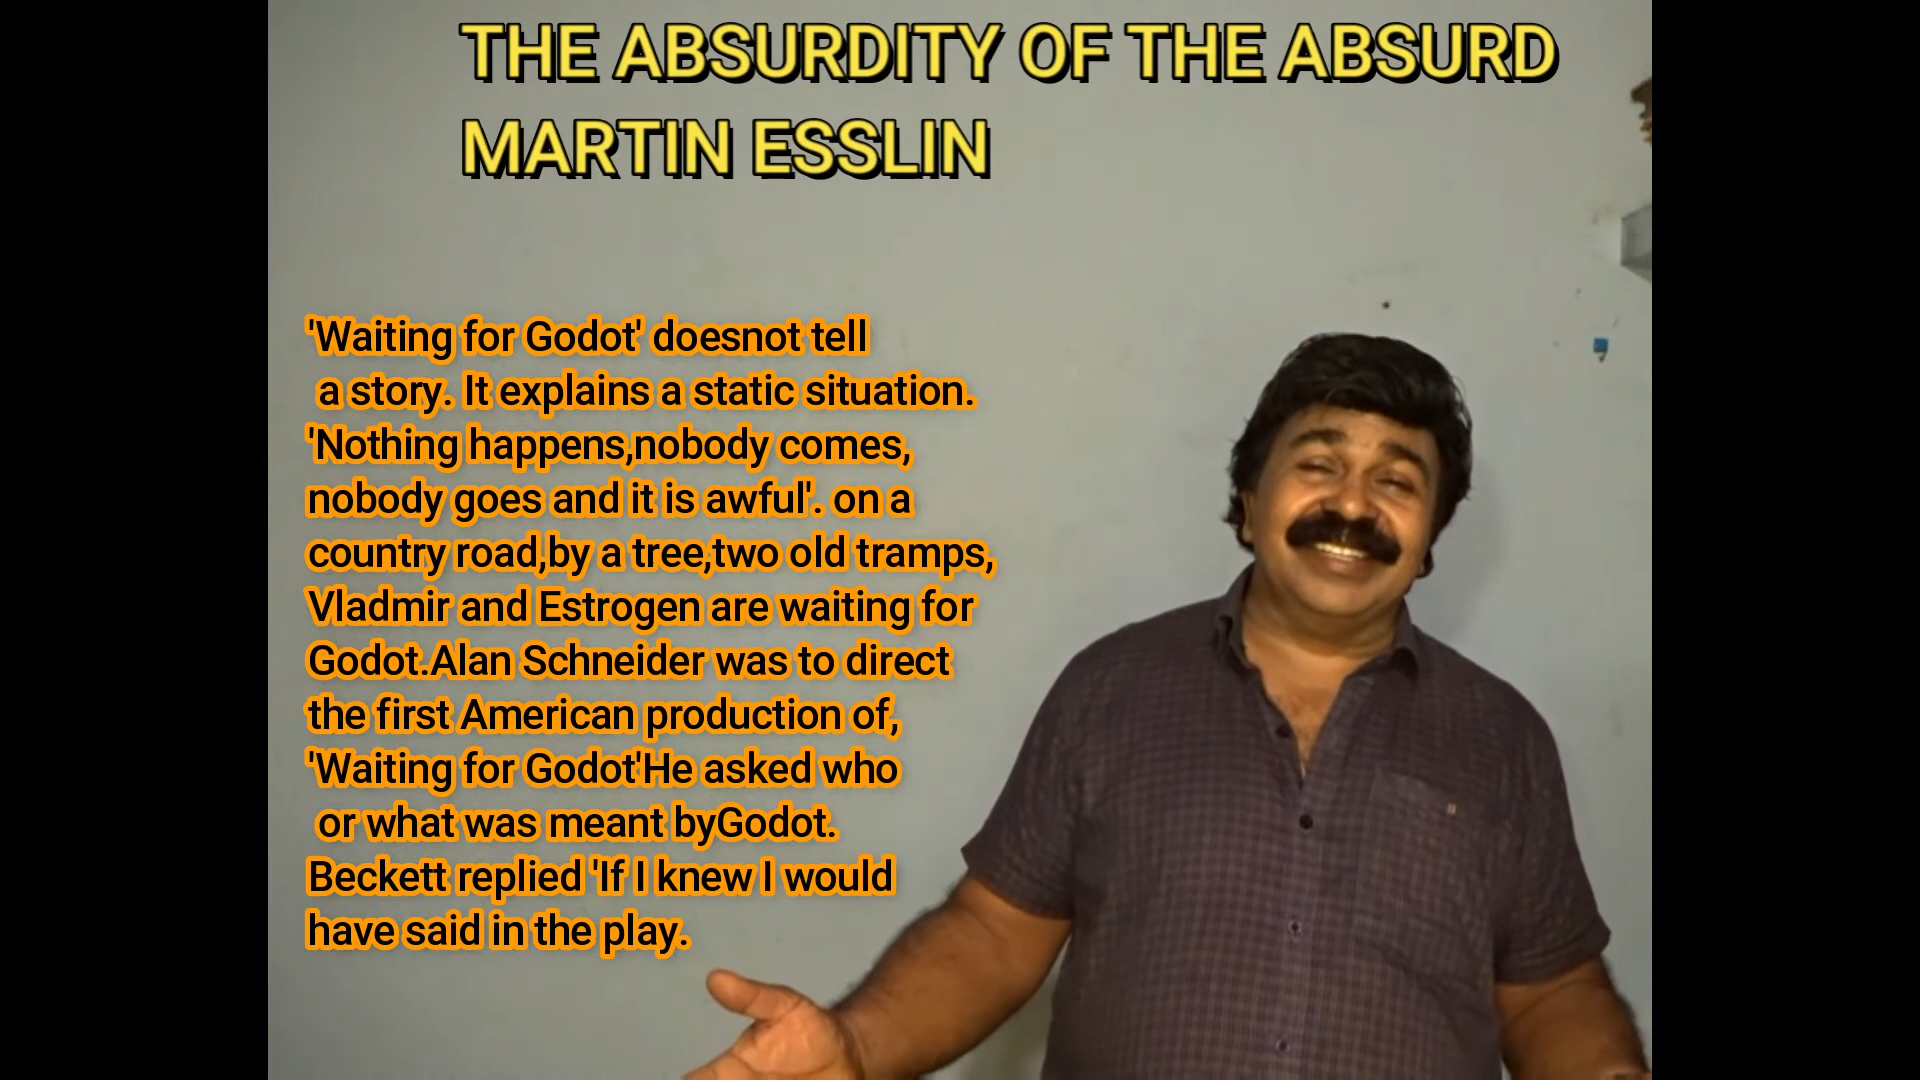 THE ABSURDITY OF THE ABSURD
MARTIN ESSLIN
'Waiting for Godot' doesnot tell
a story. It explains a static situation.
'Nothing happens,nobody comes,
nobody goes and it is awful'. on a
country road,by a tree,two old tramps,
Vladmir and Estrogen are waiting for
Godot.Alan Schneider was to direct
the first American production of,
'Waiting for Godot'He asked who
or what was meant byGodot.
Beckett replied 'If I knew I would
have said in the play.